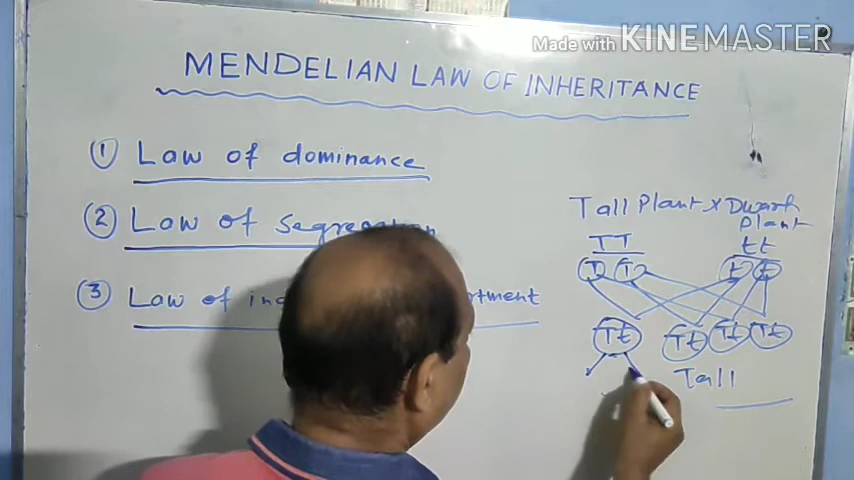 Made with KINEMASTER
MENDELIAN LAW OF INHERITANCE
① Law of dominance
② Law of segregation
③ Law of
Tall Plant x Dwarf
Plant
TT tt
T T t t
Tt Tt Tt Tt
Tall